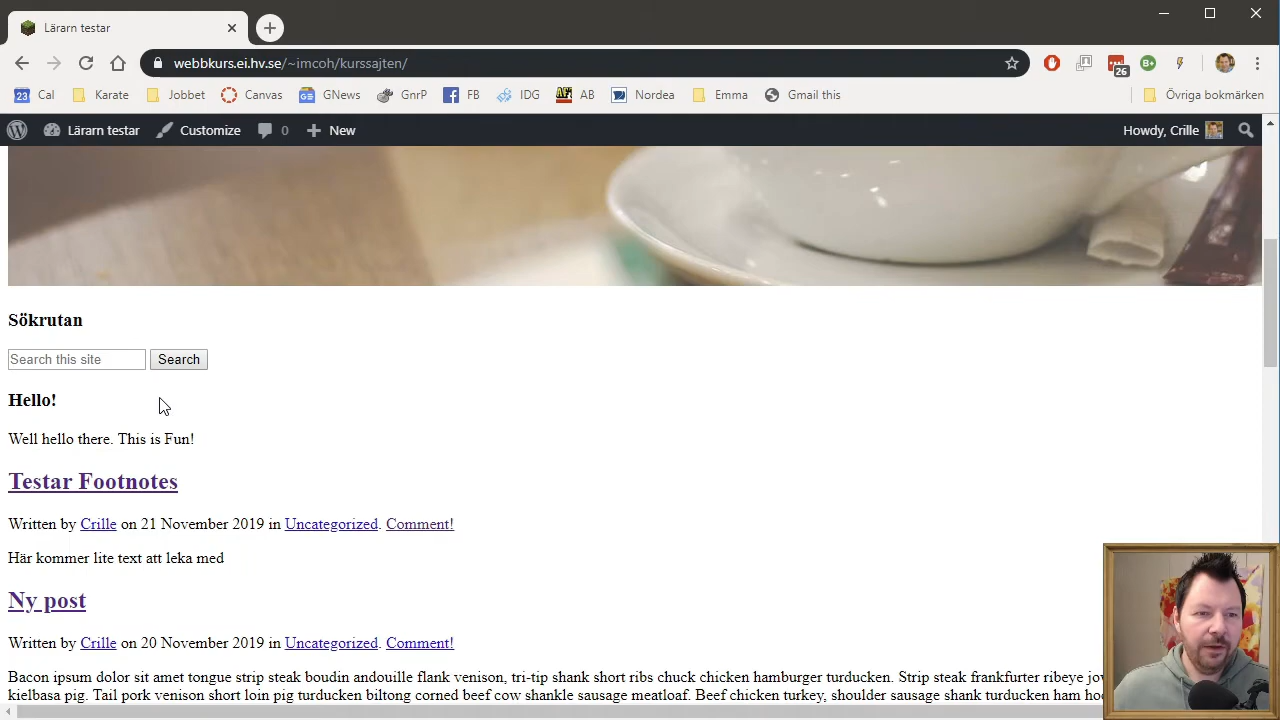 Lärarn testar
webbkurs.ei.hv.se/~imcoh/kurssajten/
26
23 Cal Karate Jobbet Canvas GNews GnrP FB IDG AB Nordea Emma Gmail this Övriga bokmärken
Lärarn testar Customize 0 New Howdy, Crille
Sökrutan
Search this site Search
Hello!
Well hello there. This is Fun!
Testar Footnotes
Written by Crille on 21 November 2019 in Uncategorized. Comment!
Här kommer lite text att leka med
Ny post
Written by Crille on 20 November 2019 in Uncategorized. Comment!
Bacon ipsum dolor sit amet tongue strip steak boudin andouille flank venison, tri-tip shank short ribs chuck chicken hamburger turducken. Strip steak frankfurter ribeye
kielbasa pig. Tail pork venison short loin pig turducken biltong corned beef cow shankle sausage meatloaf. Beef chicken turkey, shoulder sausage shank turducken ham